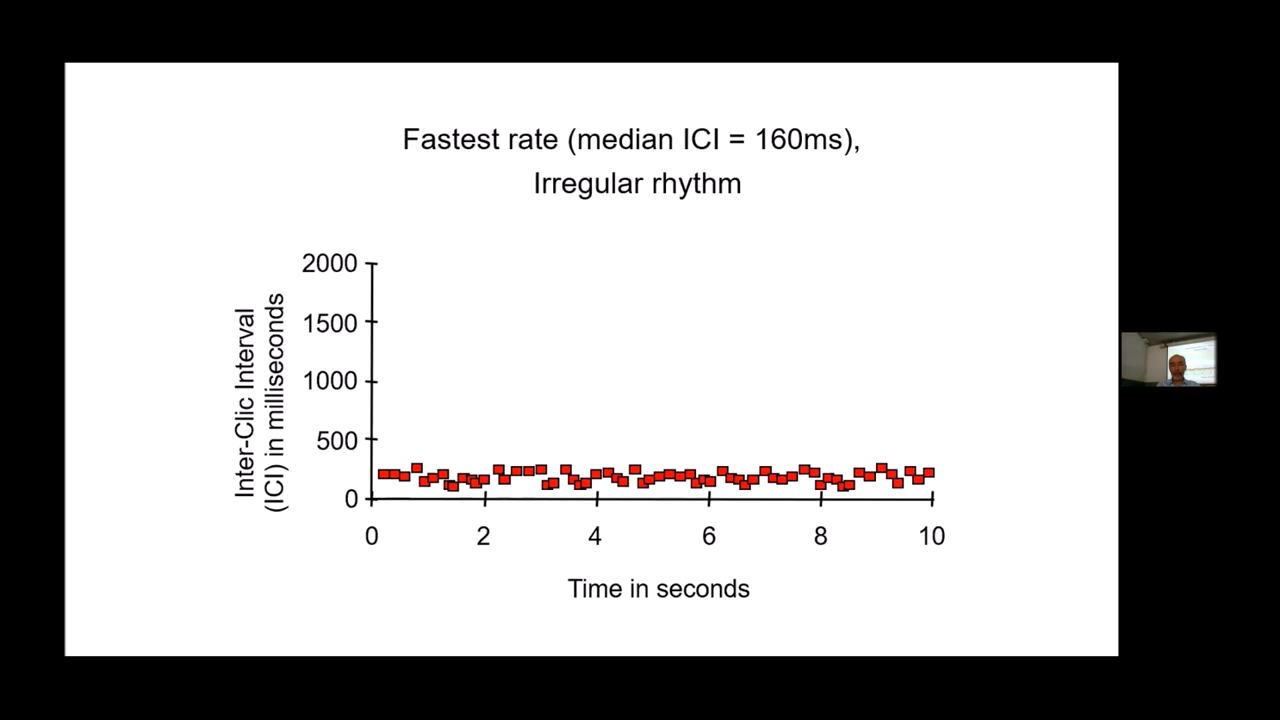 Fastest rate (median ICI = 160ms),
Irregular rhythm
Inter-Clic Interval
(ICI) in milliseconds
2000
1500
1000
500
0
0 2 4 6 8 10
Time in seconds